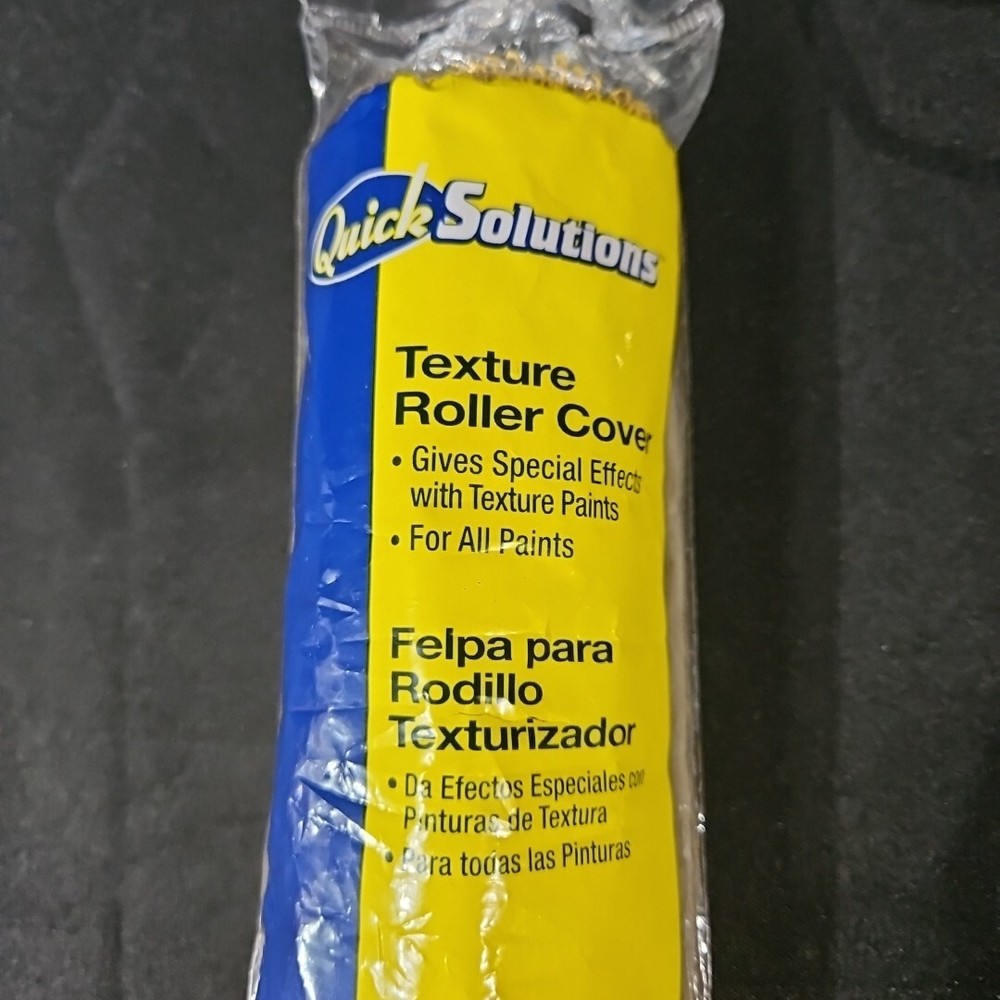 Quick Solutions™
Texture
Roller Cover
• Gives Special Effects
with Texture Paints
• For All Paints
Felpa para
Rodillo
Texturizador
• Da Efectos Especiales con
Pinturas de Textura
• Para todas las Pinturas